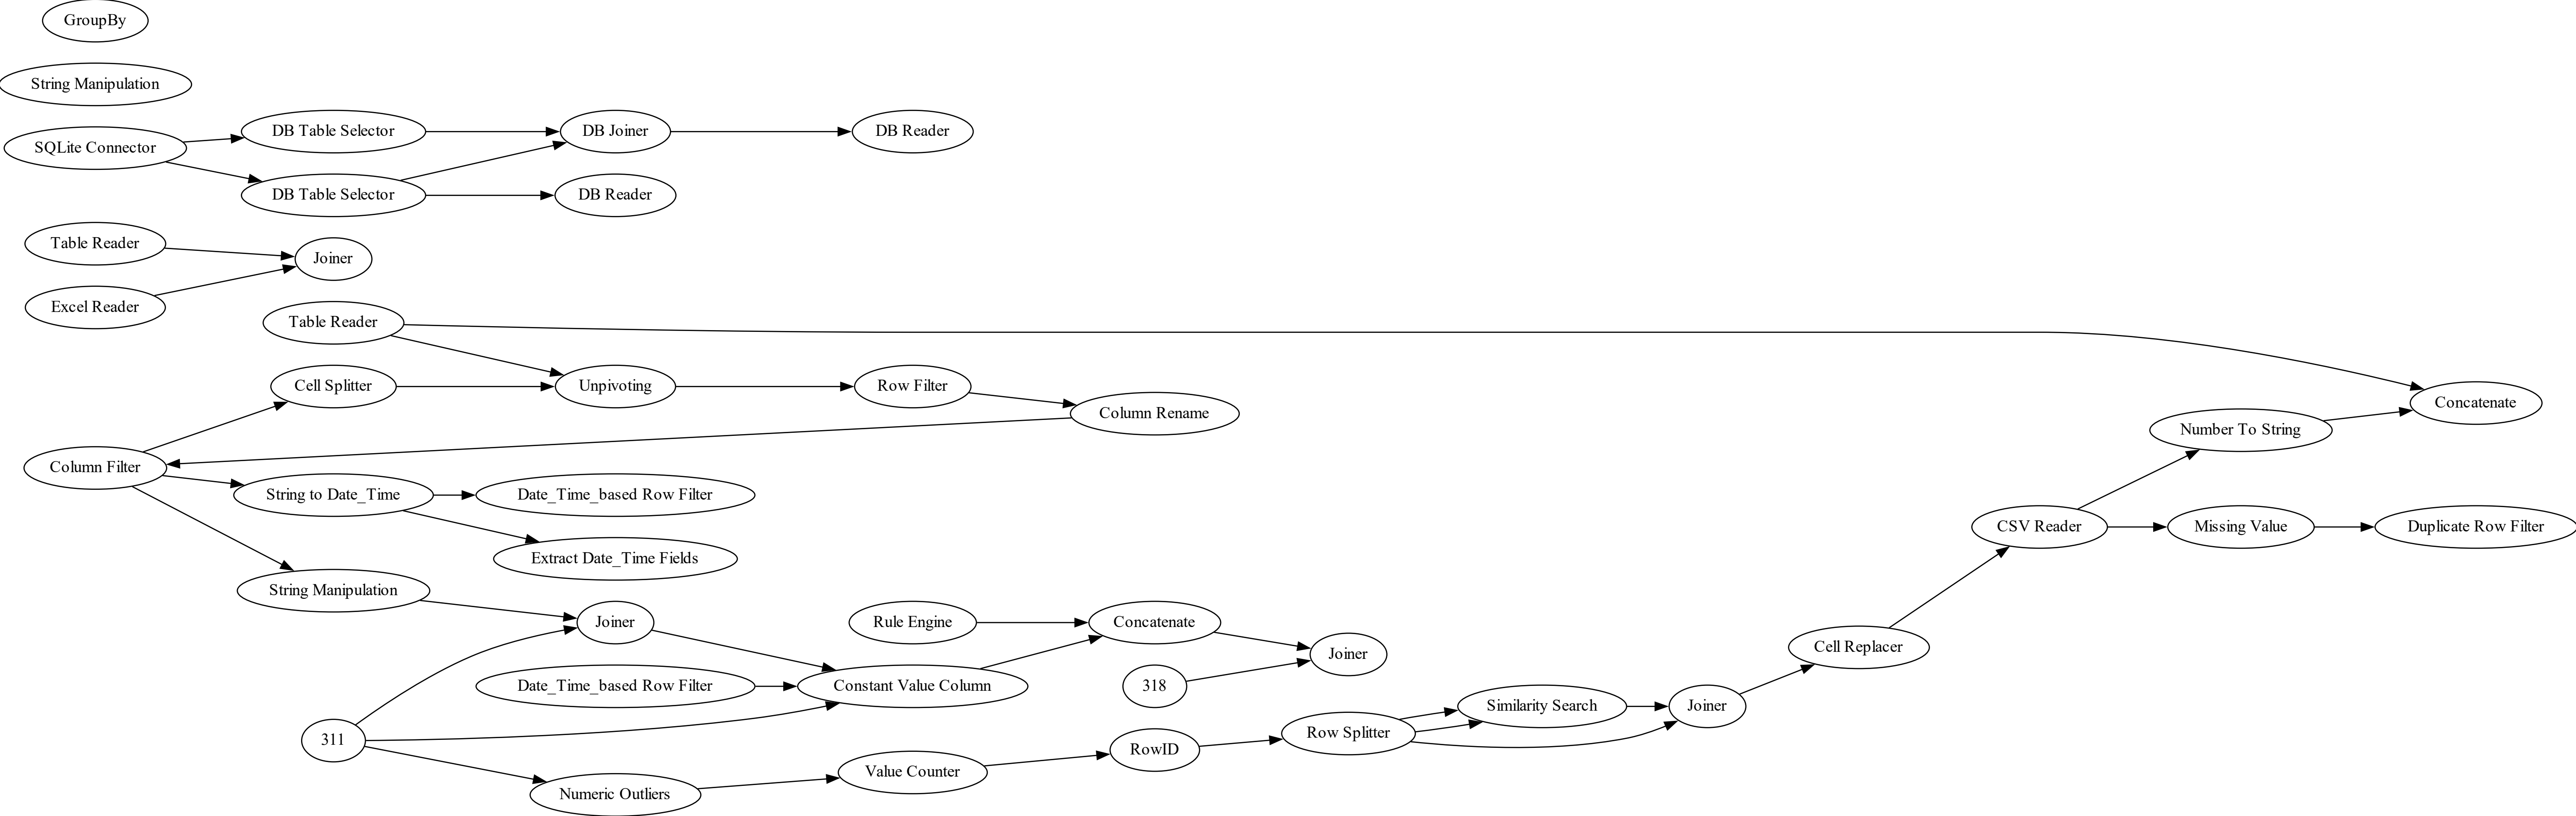 GroupBy
String Manipulation
SQLite Connector
DB Table Selector
DB Joiner
DB Reader
DB Table Selector
DB Reader
Table Reader
Joiner
Excel Reader
Table Reader
Cell Splitter
Unpivoting
Row Filter
Column Rename
Concatenate
Number To String
Column Filter
String to Date_Time
Date_Time_based Row Filter
CSV Reader
Missing Value
Duplicate Row Filter
Extract Date_Time Fields
String Manipulation
Joiner
Rule Engine
Concatenate
Joiner
Cell Replacer
Date_Time_based Row Filter
Constant Value Column
318
Similarity Search
Joiner
311
Row Splitter
RowID
Value Counter
Numeric Outliers